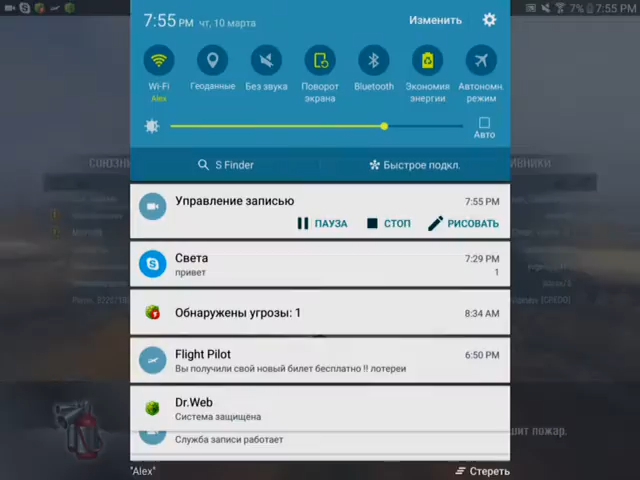 7% 7:55 PM
7:55 PM чт, 10 марта Изменить
Wi-Fi Геоданные Без звука Поворот экрана Bluetooth Экономия энергии Автономн. режим
Alex
Авто
S Finder Быстрое подкл.
Управление записью 7:55 PM
ПАУЗА СТОП РИСОВАТЬ
Света 7:29 PM
привет 1
Обнаружены угрозы: 1 8:34 AM
Flight Pilot 6:50 PM
Вы получили свой новый билет бесплатно !! лотереи
Dr.Web
Система защищена
Служба записи работает
"Alex" Стереть
пожар.